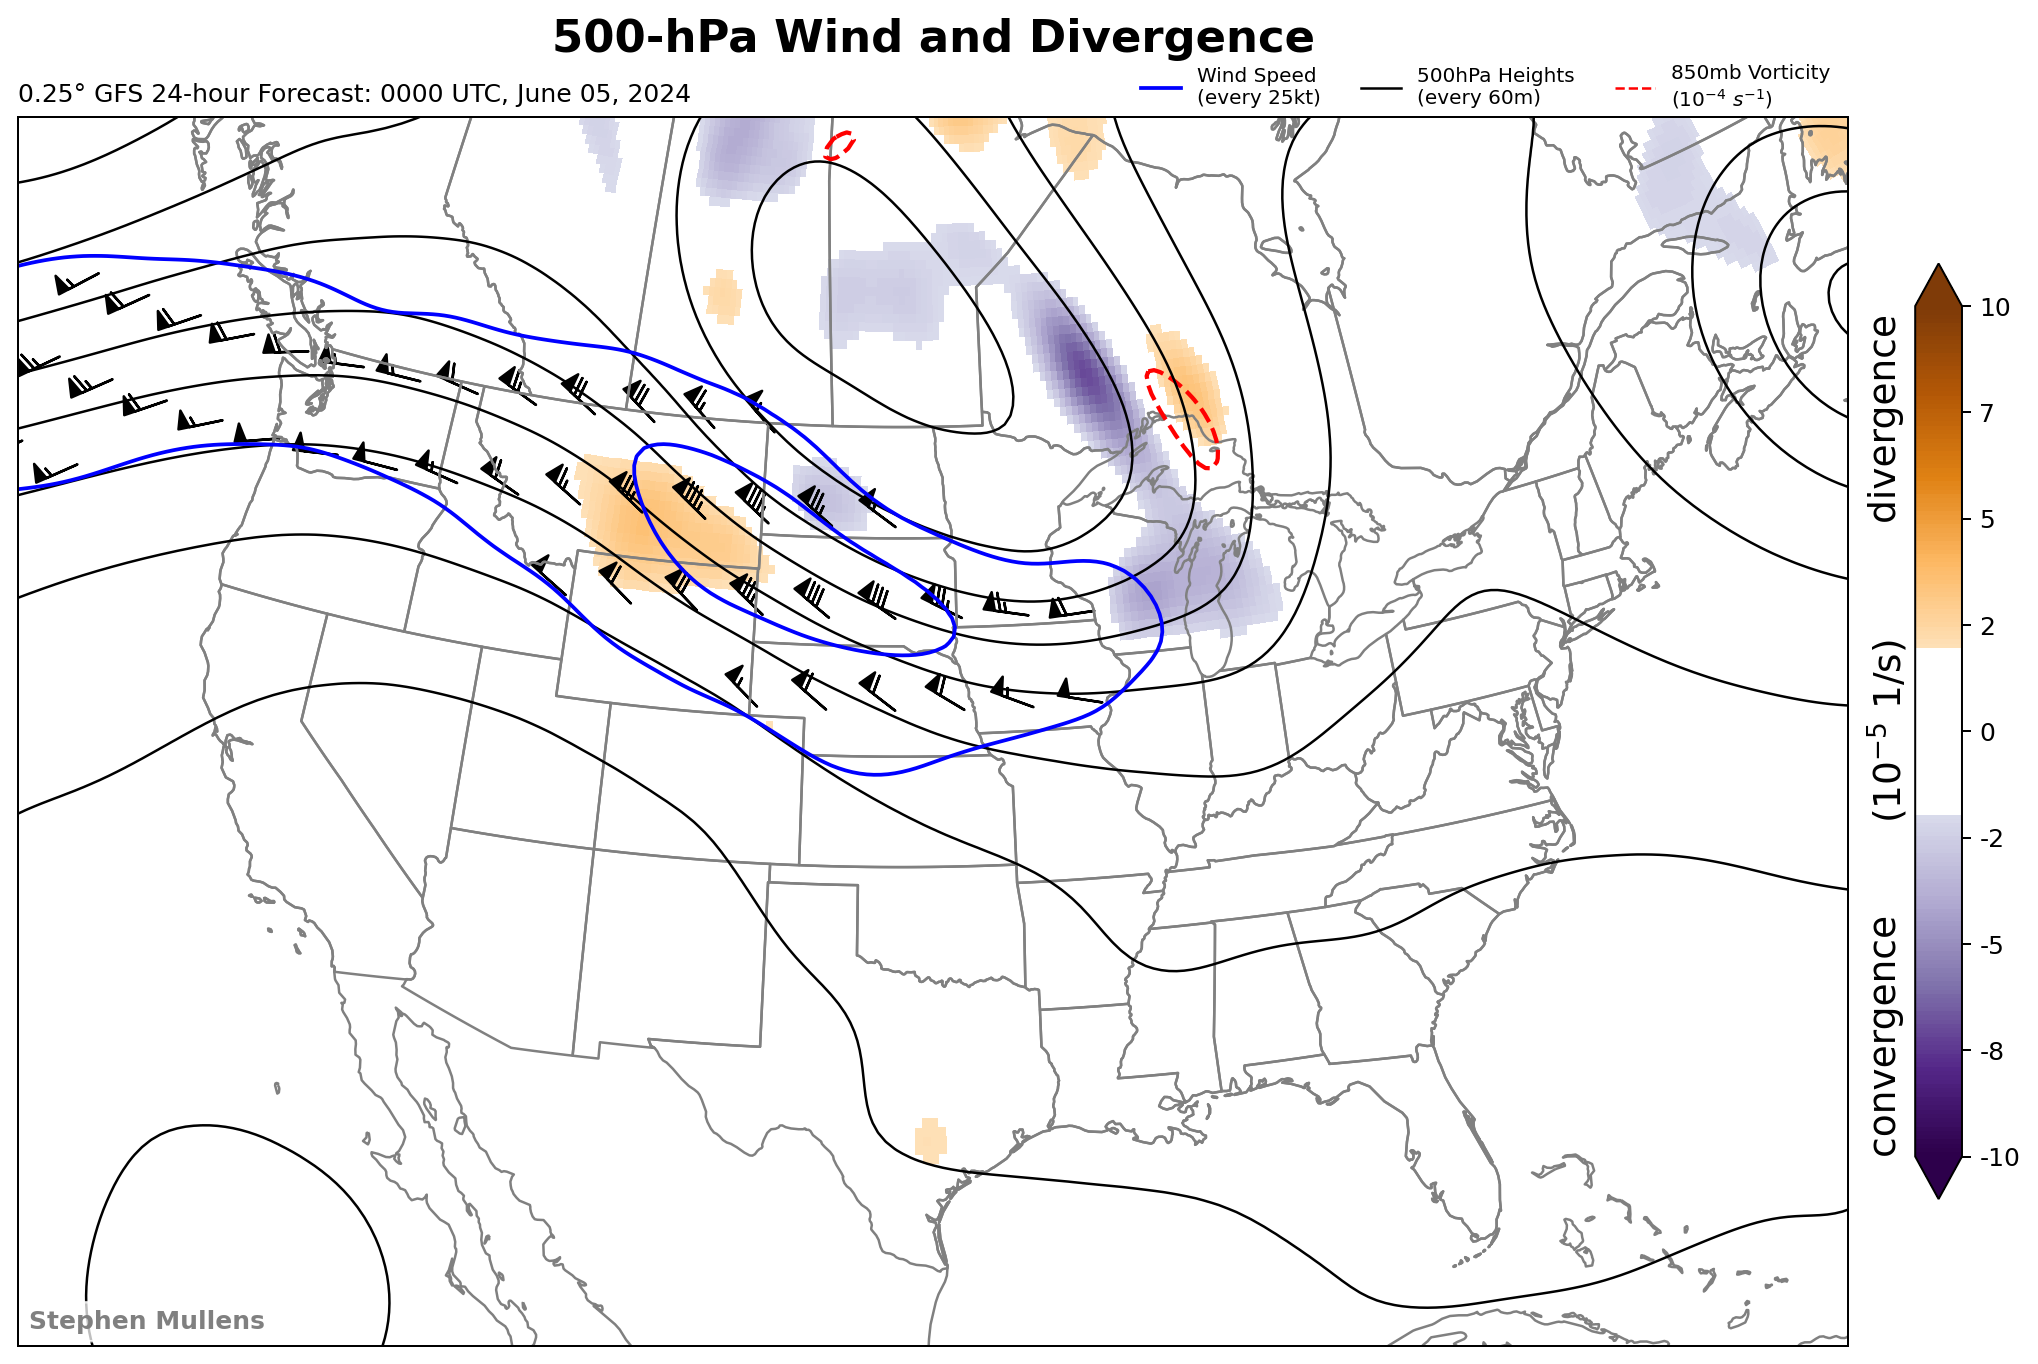 500-hPa Wind and Divergence
0.25° GFS 24-hour Forecast: 0000 UTC, June 05, 2024
Wind Speed
(every 25kt)
500hPa Heights
(every 60m)
850mb Vorticity
(10⁻⁴ s⁻¹)
10
7
5
2
0
-2
-5
-8
-10
convergence (10⁻⁵ 1/s) divergence
Stephen Mullens